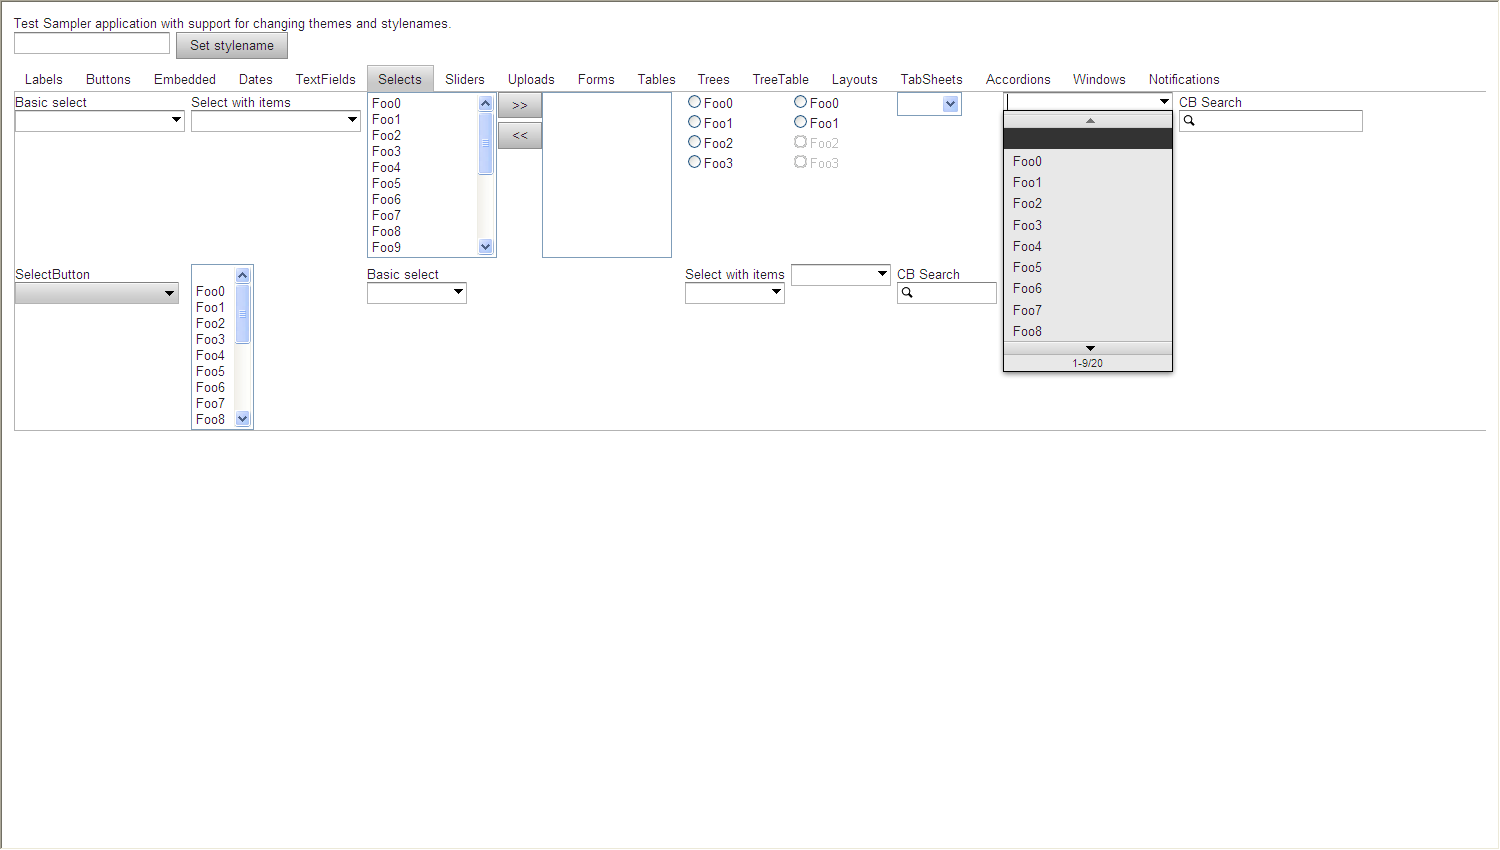 Test Sampler application with support for changing themes and stylenames.
Set stylename
Labels Buttons Embedded Dates TextFields Selects Sliders Uploads Forms Tables Trees TreeTable Layouts TabSheets Accordions Windows Notifications
Basic select
Select with items
Foo0
Foo1
Foo2
Foo3
Foo4
Foo5
Foo6
Foo7
Foo8
Foo9
>>
<<
Foo0
Foo1
Foo2
Foo3
Foo0
Foo1
Foo2
Foo3
Foo0
Foo1
Foo2
Foo3
Foo4
Foo5
Foo6
Foo7
Foo8
1-9/20
CB Search
SelectButton
Foo0
Foo1
Foo2
Foo3
Foo4
Foo5
Foo6
Foo7
Foo8
Basic select
Select with items
CB Search